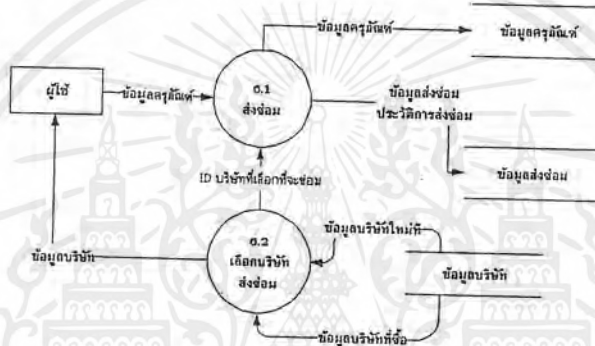 ข้อมูลครุภัณฑ์
ข้อมูลครุภัณฑ์
ผู้ใช้
ข้อมูลครุภัณฑ์
6.1
ส่งซ่อม
ข้อมูลส่งซ่อม
ประวัติการส่งซ่อม
ID บริษัทที่เลือกที่จะซ่อม
ข้อมูลส่งซ่อม
6.2
เลือกบริษัท
ส่งซ่อม
ข้อมูลบริษัทใหม่ที่
ข้อมูลบริษัท
ข้อมูลบริษัท
ข้อมูลบริษัทที่ซื้อ